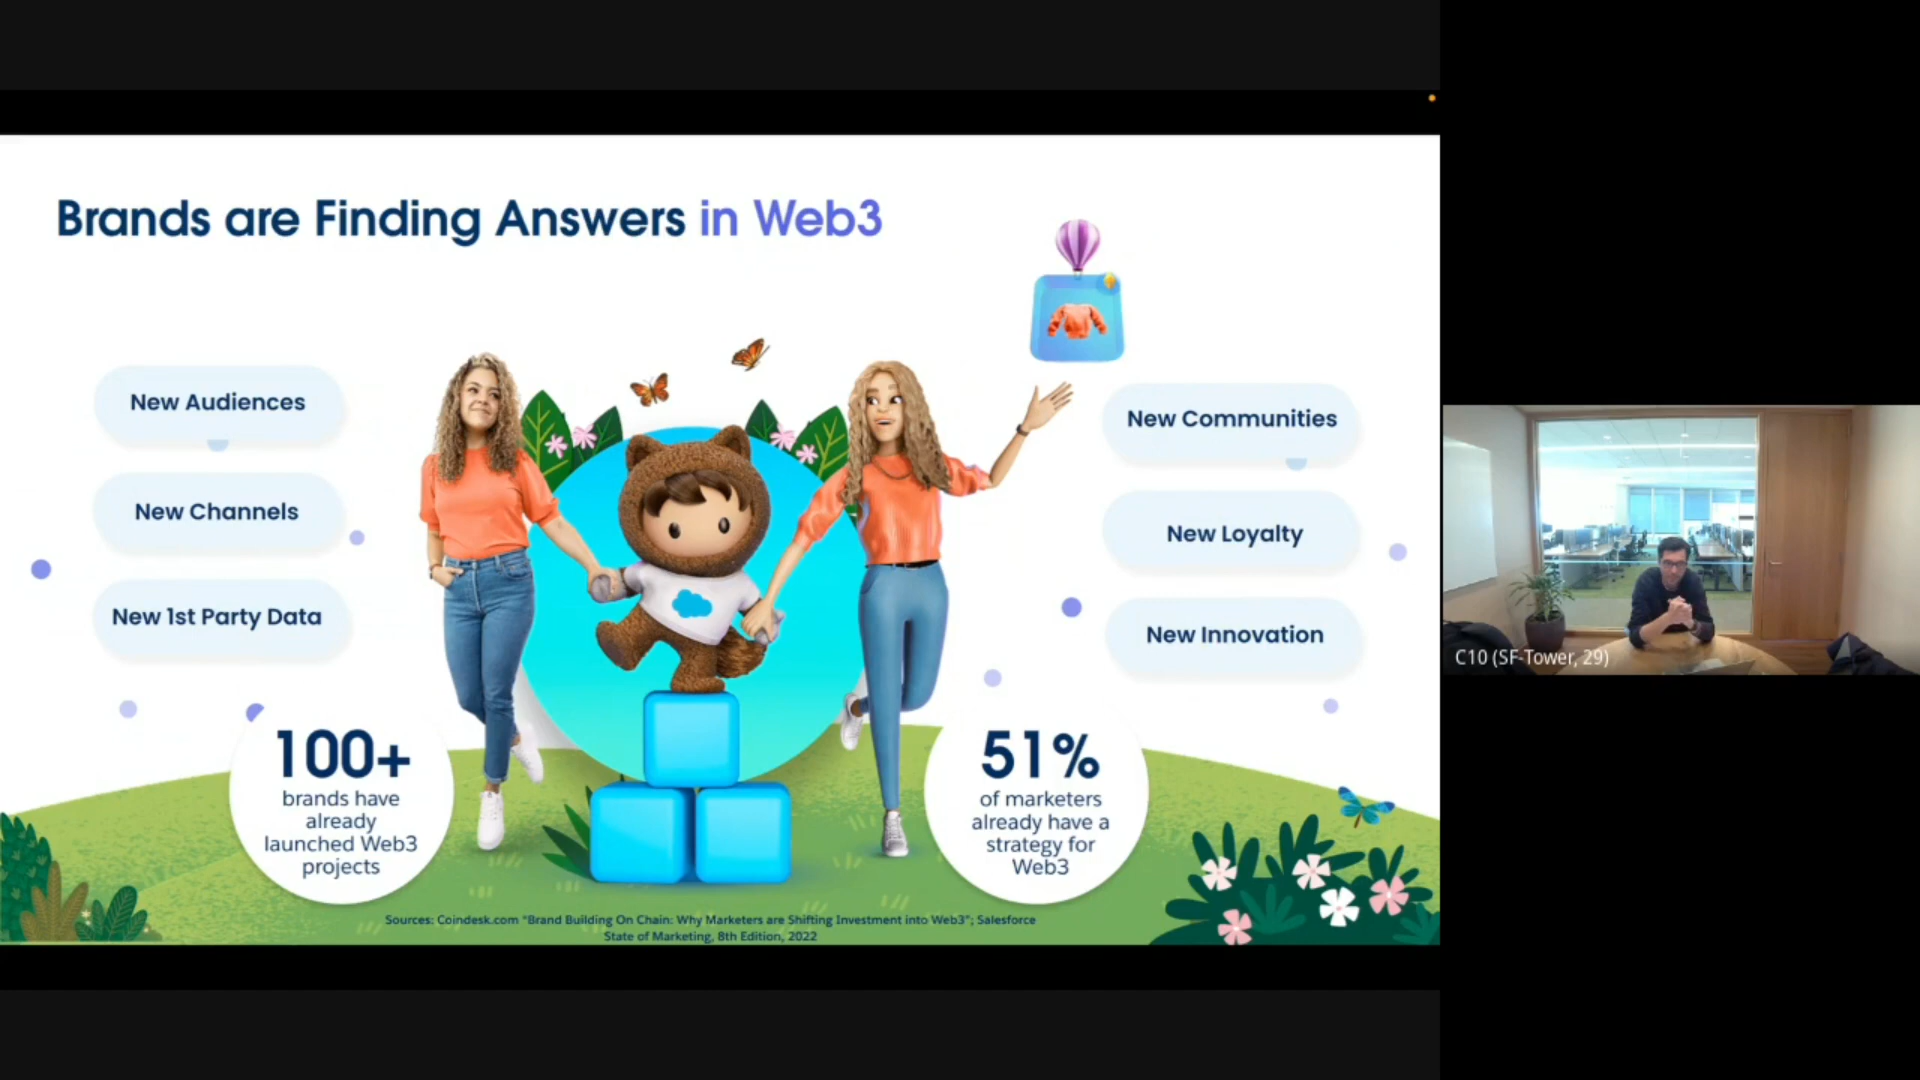 Brands are Finding Answers in Web3
New Audiences
New Channels
New 1st Party Data
New Communities
New Loyalty
New Innovation
100+
brands have
already
launched Web3
projects
51%
of marketers
already have a
strategy for
Web3
Sources: Coindesk.com "Brand Building On Chain: Why Marketers are Shifting Investment into Web3"; Salesforce
State of Marketing, 8th Edition, 2022
C10 (SF-Tower, 29)